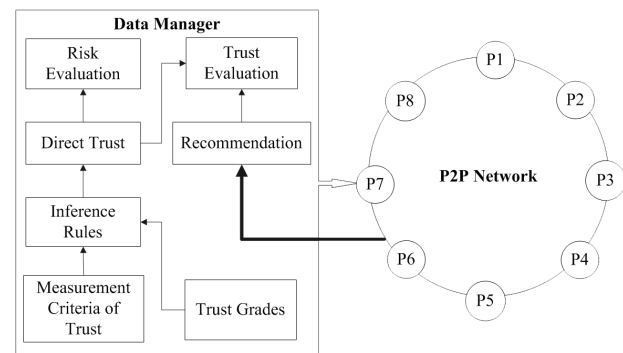 Data Manager
Risk
Evaluation
Trust
Evaluation
Direct Trust
Recommendation
Inference
Rules
Measurement
Criteria of
Trust
Trust Grades
P2P Network
P1
P2
P3
P4
P5
P6
P7
P8